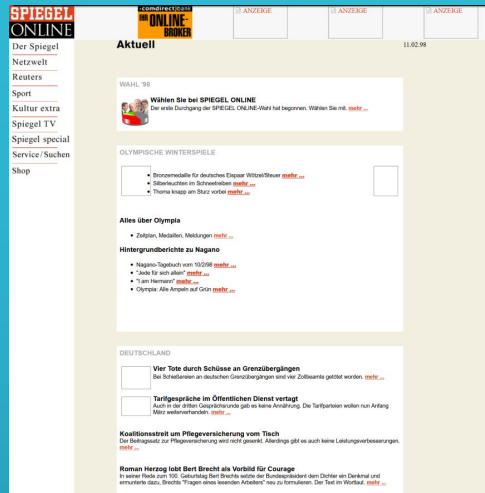 SPIEGEL
ONLINE
-comdirect bank
IHR ONLINE-
BROKER
ANZEIGE
ANZEIGE
ANZEIGE
Der Spiegel
Netzwelt
Reuters
Sport
Kultur extra
Spiegel TV
Spiegel special
Service/Suchen
Shop
Aktuell
11.02.98
WAHL '98
Wählen Sie bei SPIEGEL ONLINE
Der erste Durchgang der SPIEGEL ONLINE-Wahl hat begonnen. Wählen Sie mit. mehr ...
OLYMPISCHE WINTERSPIELE
• Bronzemedaille für deutsches Eispaar Wötzel/Steuer mehr ...
• Silberleuchten im Schneetreiben mehr ...
• Thoma knapp am Sturz vorbei mehr ...
Alles über Olympia
• Zeitplan, Medaillen, Meldungen mehr ...
Hintergrundberichte zu Nagano
• Nagano-Tagebuch vom 10/2/98 mehr ...
• "Jede für sich allein" mehr ...
• "I am Hermann" mehr ...
• Olympia: Alle Ampeln auf Grün mehr ...
DEUTSCHLAND
Vier Tote durch Schüsse an Grenzübergängen
Bei Schießereien an deutschen Grenzübergängen sind vier Zollbeamte getötet worden. mehr ...
Tarifgespräche im Öffentlichen Dienst vertagt
Auch in der dritten Gesprächsrunde gab es keine Annährung. Die Tarifparteien wollen nun Anfang
März weiterverhandeln. mehr ...
Koalitionsstreit um Pflegeversicherung vom Tisch
Der Beitragssatz zur Pflegeversicherung wird nicht gesenkt. Allerdings gibt es auch keine Leistungsverbesserungen.
mehr ...
Roman Herzog lobt Bert Brecht als Vorbild für Courage
In seiner Rede zum 100. Geburtstag Bert Brechts setzte der Bundespräsident dem Dichter ein Denkmal und
ermunterte dazu, Brechts "Fragen eines lesenden Arbeiters" neu zu formulieren. Der Text im Wortlaut. mehr ...